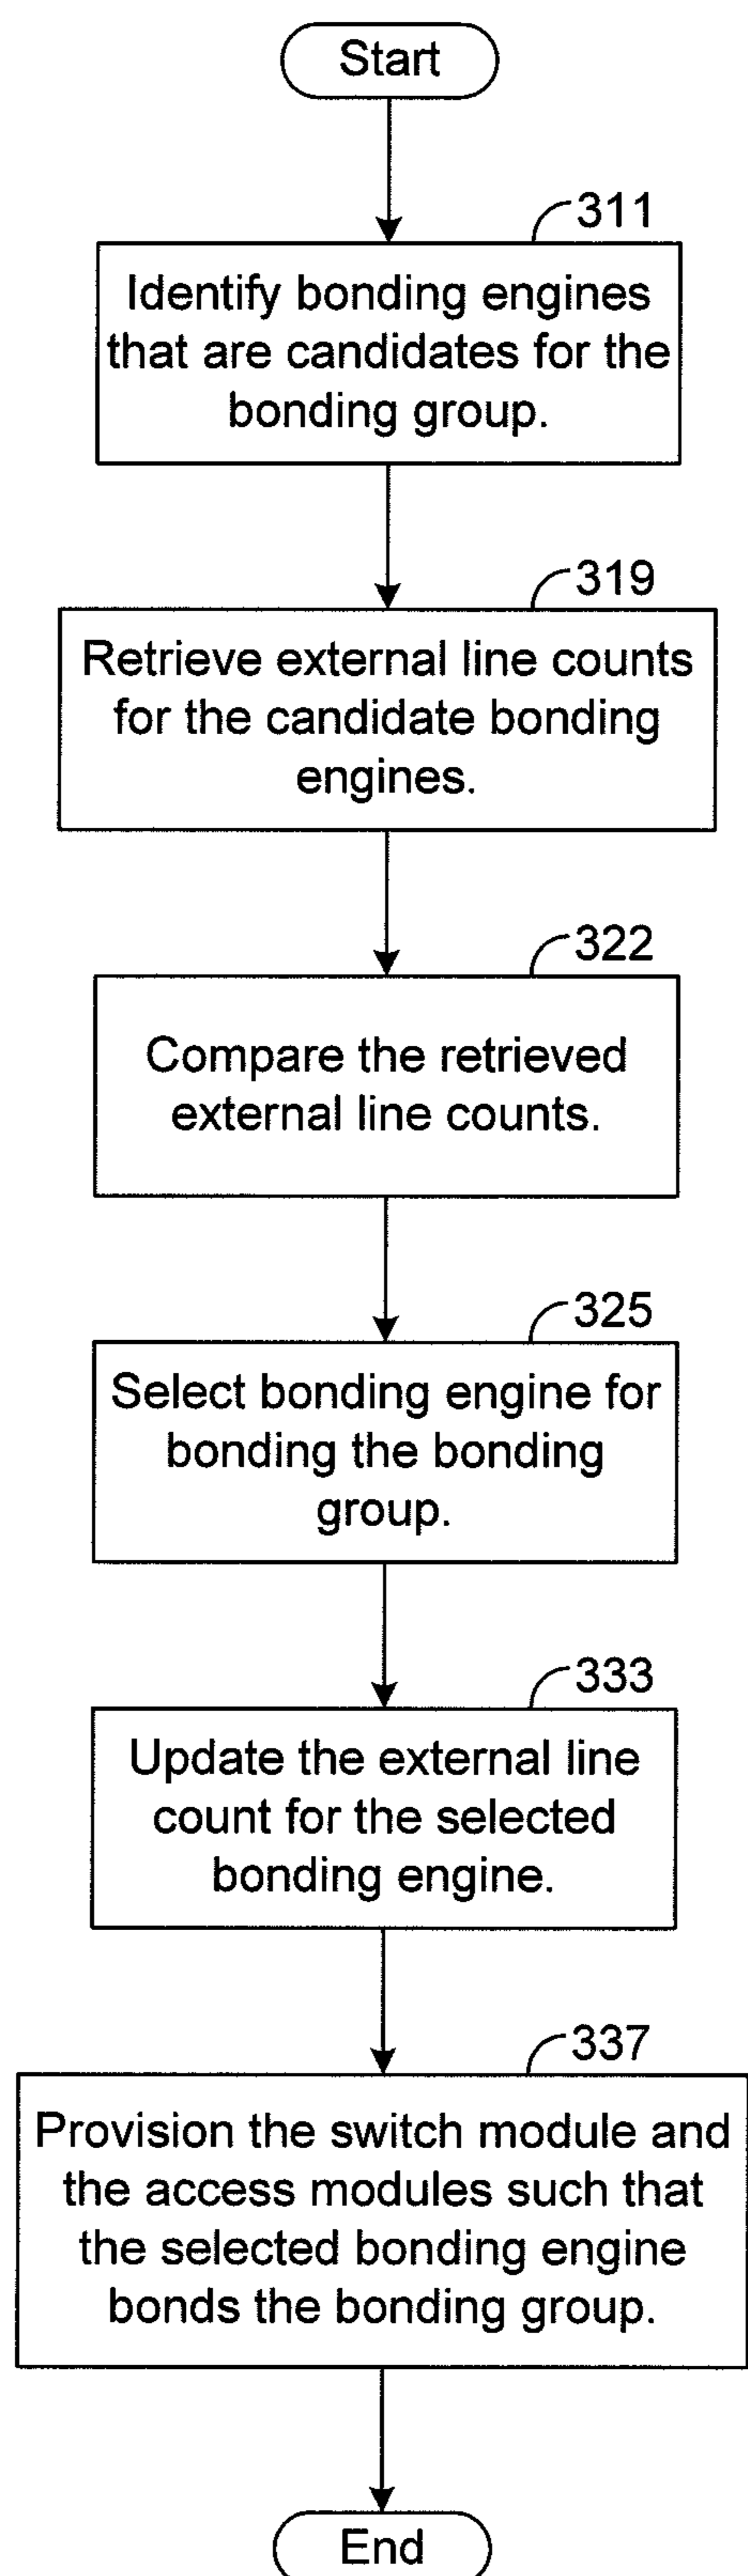 Start
311
Identify bonding engines
that are candidates for the
bonding group.
319
Retrieve external line counts
for the candidate bonding
engines.
322
Compare the retrieved
external line counts.
325
Select bonding engine for
bonding the bonding
group.
333
Update the external line
count for the selected
bonding engine.
337
Provision the switch module and
the access modules such that
the selected bonding engine
bonds the bonding group.
End